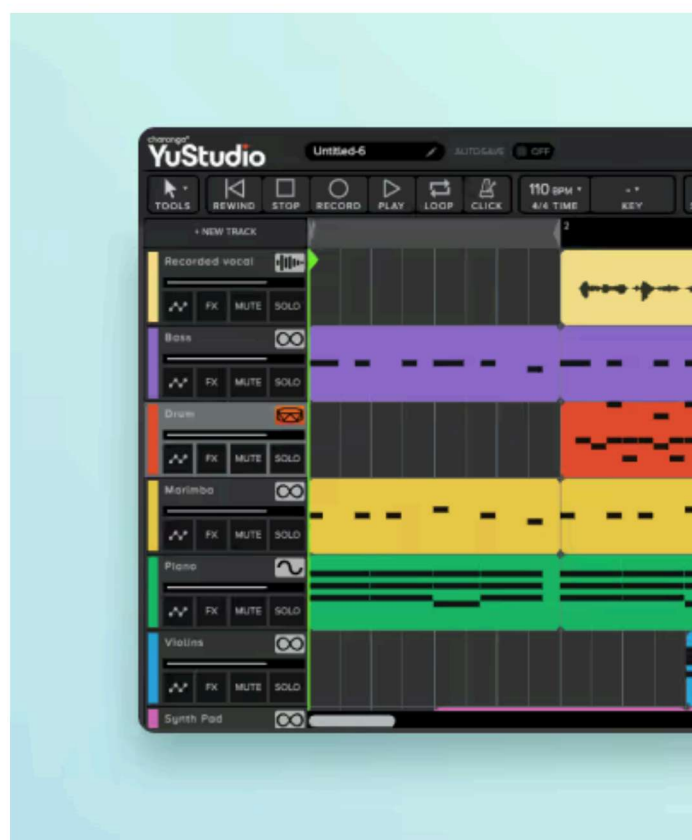 charanga®
YuStudio
Untitled-6
AUTOSAVE
OFF
TOOLS
REWIND
STOP
RECORD
PLAY
LOOP
CLICK
110 BPM
4/4 TIME
- -
KEY
+ NEW TRACK
2
Recorded vocal
FX MUTE SOLO
Bass
FX MUTE SOLO
Drum
FX MUTE SOLO
Marimba
FX MUTE SOLO
Piano
FX MUTE SOLO
Violins
FX MUTE SOLO
Synth Pad